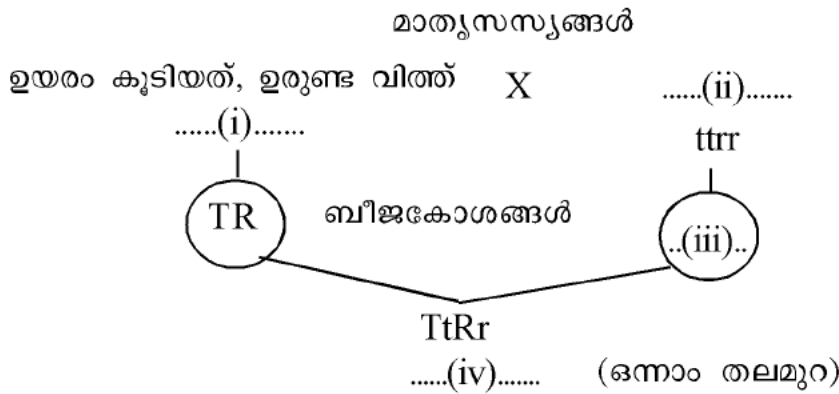 മാതൃസസ്യങ്ങൾ
ഉയരം കൂടിയത്, ഉരുണ്ട വിത്ത് X ......(ii).......
......(i).......
ttrr
TR ബീജകോശങ്ങൾ ..(iii)..
TtRr
......(iv)....... (ഒന്നാം തലമുറ)